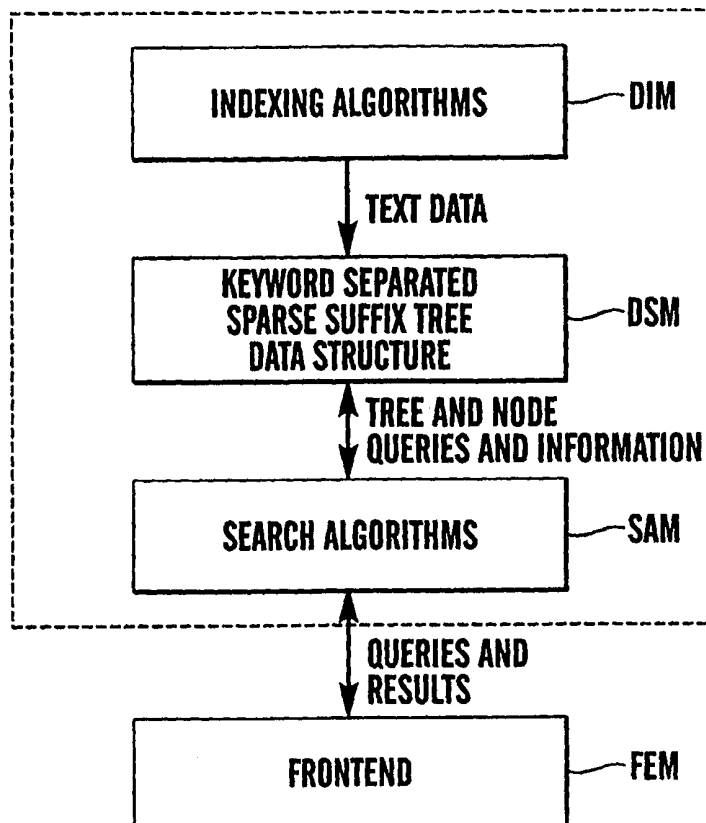 INDEXING ALGORITHMS
DIM
TEXT DATA
KEYWORD SEPARATED
SPARSE SUFFIX TREE
DATA STRUCTURE
DSM
TREE AND NODE
QUERIES AND INFORMATION
SEARCH ALGORITHMS
SAM
QUERIES AND
RESULTS
FRONTEND
FEM